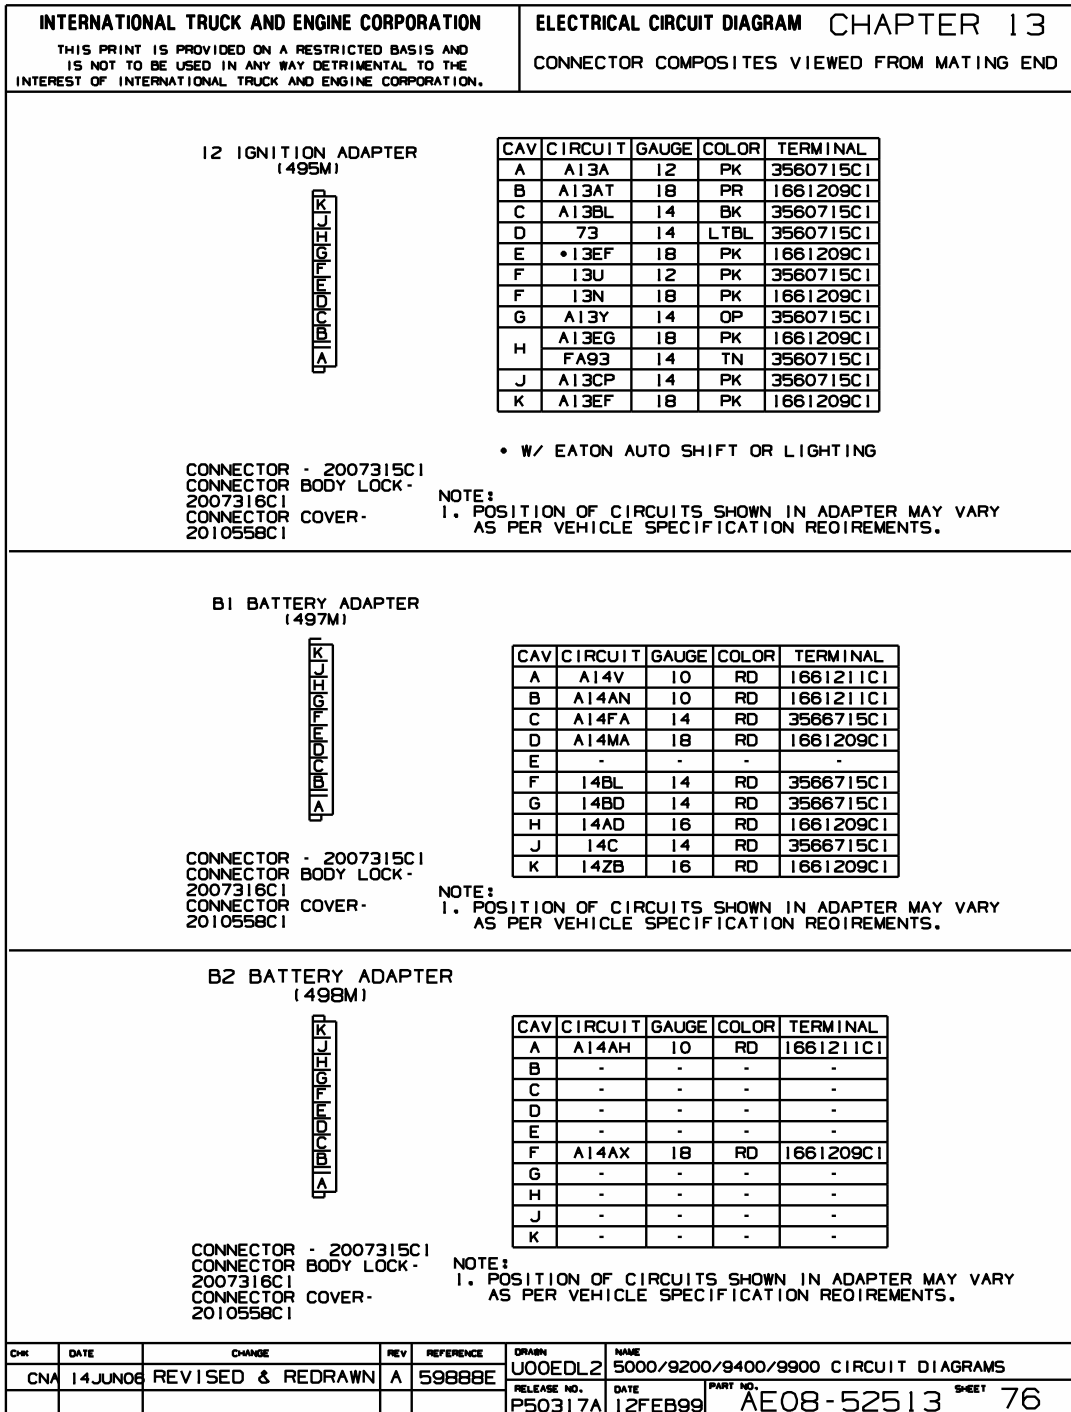 INTERNATIONAL TRUCK AND ENGINE CORPORATION
THIS PRINT IS PROVIDED ON A RESTRICTED BASIS AND
IS NOT TO BE USED IN ANY WAY DETRIMENTAL TO THE
INTEREST OF INTERNATIONAL TRUCK AND ENGINE CORPORATION.
ELECTRICAL CIRCUIT DIAGRAM CHAPTER 13
CONNECTOR COMPOSITES VIEWED FROM MATING END
I2 IGNITION ADAPTER
(495M)
K
J
H
G
F
E
D
C
B
A
CAV CIRCUIT GAUGE COLOR TERMINAL
A A13A 12 PK 3560715C1
B A13AT 18 PR 1661209C1
C A13BL 14 BK 3560715C1
D 73 14 LTBL 3560715C1
E •13EF 18 PK 1661209C1
F 13U 12 PK 3560715C1
F 13N 18 PK 1661209C1
G A13Y 14 OP 3560715C1
H A13EG 18 PK 1661209C1
FA93 14 TN 3560715C1
J A13CP 14 PK 3560715C1
K A13EF 18 PK 1661209C1
• W/ EATON AUTO SHIFT OR LIGHTING
CONNECTOR - 2007315C1
CONNECTOR BODY LOCK-
2007316C1
CONNECTOR COVER-
2010558C1
NOTE:
1. POSITION OF CIRCUITS SHOWN IN ADAPTER MAY VARY
AS PER VEHICLE SPECIFICATION REQIREMENTS.
B1 BATTERY ADAPTER
(497M)
K
J
H
G
F
E
D
C
B
A
CAV CIRCUIT GAUGE COLOR TERMINAL
A A14V 10 RD 1661211C1
B A14AN 10 RD 1661211C1
C A14FA 14 RD 3566715C1
D A14MA 18 RD 1661209C1
E - - - -
F 14BL 14 RD 3566715C1
G 14BD 14 RD 3566715C1
H 14AD 16 RD 1661209C1
J 14C 14 RD 3566715C1
K 14ZB 16 RD 1661209C1
CONNECTOR - 2007315C1
CONNECTOR BODY LOCK-
2007316C1
CONNECTOR COVER-
2010558C1
NOTE:
1. POSITION OF CIRCUITS SHOWN IN ADAPTER MAY VARY
AS PER VEHICLE SPECIFICATION REQIREMENTS.
B2 BATTERY ADAPTER
(498M)
K
J
H
G
F
E
D
C
B
A
CAV CIRCUIT GAUGE COLOR TERMINAL
A A14AH 10 RD 1661211C1
B - - - -
C - - - -
D - - - -
E - - - -
F A14AX 18 RD 1661209C1
G - - - -
H - - - -
J - - - -
K - - - -
CONNECTOR - 2007315C1
CONNECTOR BODY LOCK-
2007316C1
CONNECTOR COVER-
2010558C1
NOTE:
1. POSITION OF CIRCUITS SHOWN IN ADAPTER MAY VARY
AS PER VEHICLE SPECIFICATION REQIREMENTS.
CHK DATE CHANGE REV REFERENCE
CNA 14JUN06 REVISED & REDRAWN A 59888E
DRAWN U00EDL2
NAME 5000/9200/9400/9900 CIRCUIT DIAGRAMS
RELEASE NO. P50317A
DATE 12FEB99
PART NO. AE08-52513 SHEET 76